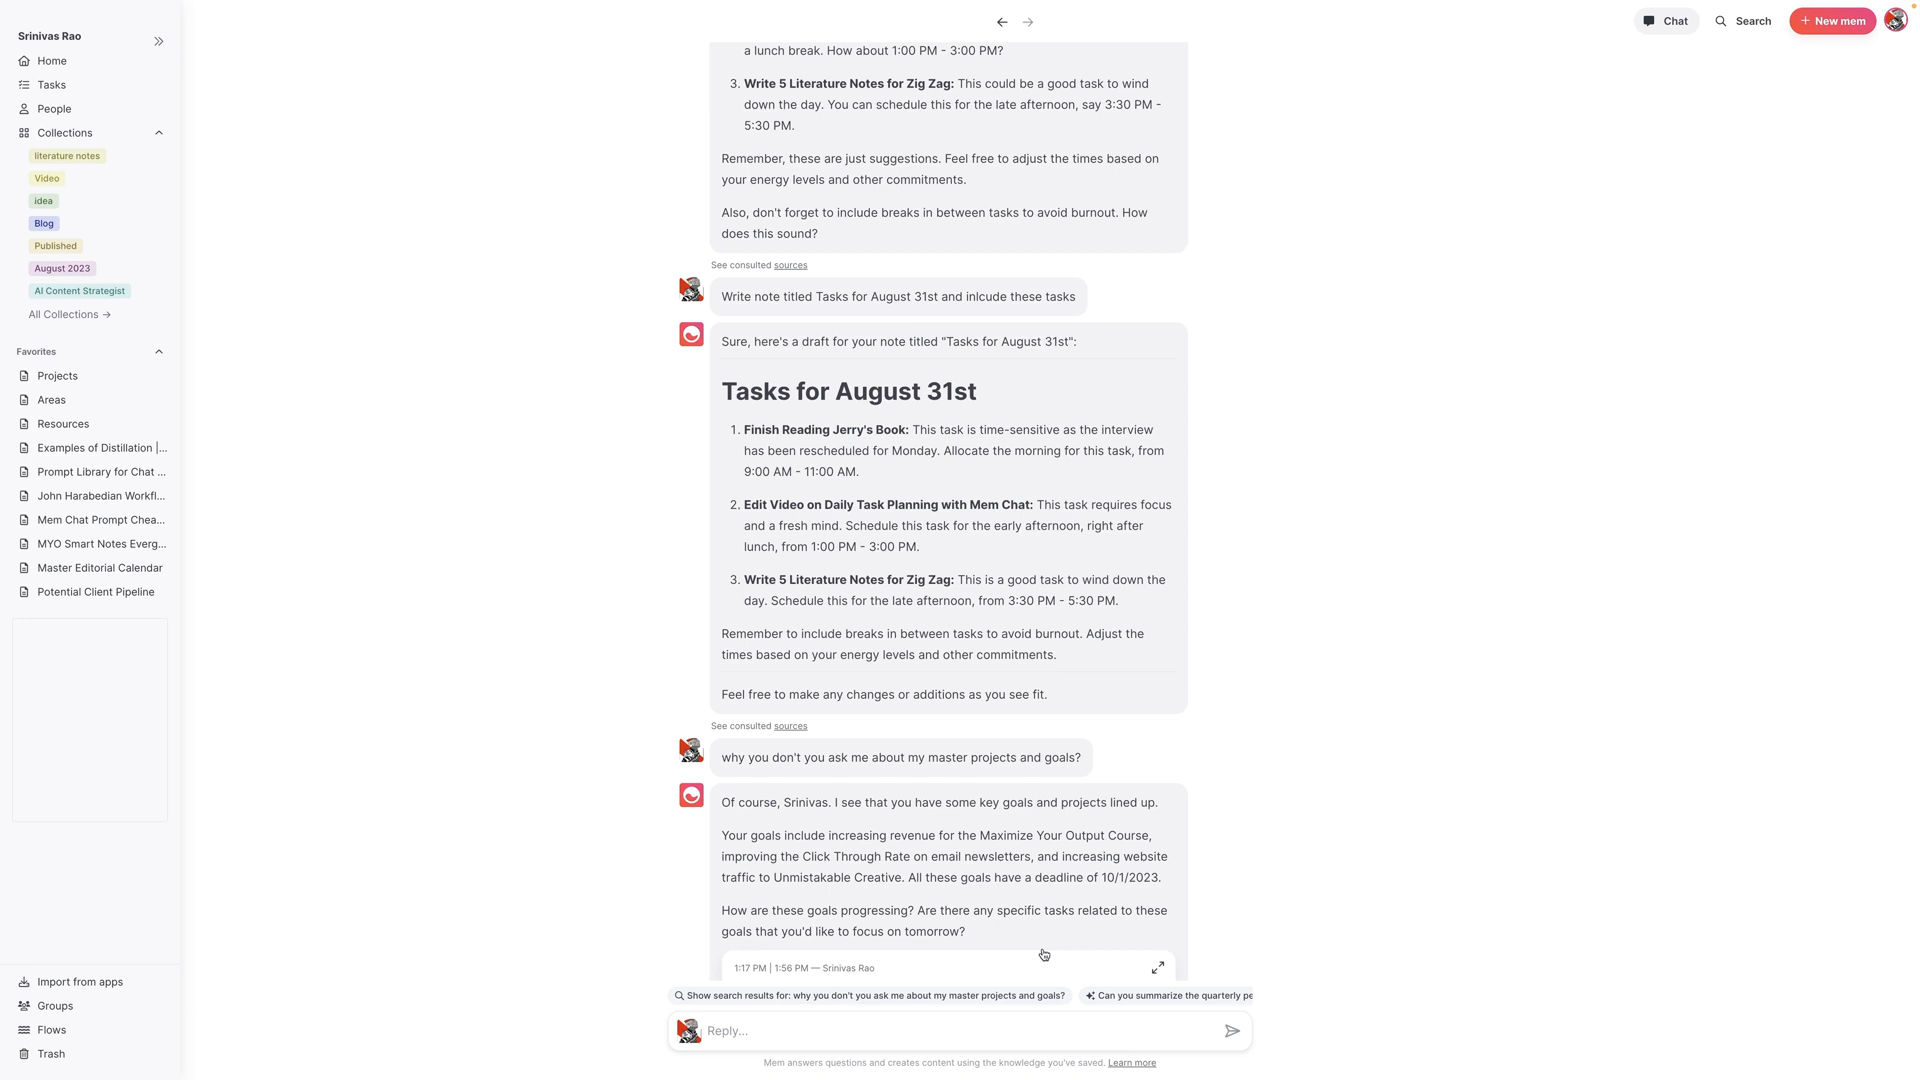 Srinivas Rao
Home
Tasks
People
Collections
literature notes
Video
idea
Blog
Published
August 2023
AI Content Strategist
All Collections →
Favorites
Projects
Areas
Resources
Examples of Distillation |...
Prompt Library for Chat ...
John Harabedian Workfl...
Mem Chat Prompt Chea...
MYO Smart Notes Everg...
Master Editorial Calendar
Potential Client Pipeline
Import from apps
Groups
Flows
Trash
Chat
Search
+ New mem
a lunch break. How about 1:00 PM - 3:00 PM?
3. Write 5 Literature Notes for Zig Zag: This could be a good task to wind
down the day. You can schedule this for the late afternoon, say 3:30 PM -
5:30 PM.
Remember, these are just suggestions. Feel free to adjust the times based on
your energy levels and other commitments.
Also, don't forget to include breaks in between tasks to avoid burnout. How
does this sound?
See consulted sources
Write note titled Tasks for August 31st and inlcude these tasks
Sure, here's a draft for your note titled "Tasks for August 31st":
Tasks for August 31st
1. Finish Reading Jerry's Book: This task is time-sensitive as the interview
has been rescheduled for Monday. Allocate the morning for this task, from
9:00 AM - 11:00 AM.
2. Edit Video on Daily Task Planning with Mem Chat: This task requires focus
and a fresh mind. Schedule this task for the early afternoon, right after
lunch, from 1:00 PM - 3:00 PM.
3. Write 5 Literature Notes for Zig Zag: This is a good task to wind down the
day. Schedule this for the late afternoon, from 3:30 PM - 5:30 PM.
Remember to include breaks in between tasks to avoid burnout. Adjust the
times based on your energy levels and other commitments.
Feel free to make any changes or additions as you see fit.
See consulted sources
why you don't you ask me about my master projects and goals?
Of course, Srinivas. I see that you have some key goals and projects lined up.
Your goals include increasing revenue for the Maximize Your Output Course,
improving the Click Through Rate on email newsletters, and increasing website
traffic to Unmistakable Creative. All these goals have a deadline of 10/1/2023.
How are these goals progressing? Are there any specific tasks related to these
goals that you'd like to focus on tomorrow?
1:17 PM | 1:56 PM — Srinivas Rao
Show search results for: why you don't you ask me about my master projects and goals?
Can you summarize the quarterly pe
Reply...
Mem answers questions and creates content using the knowledge you've saved. Learn more